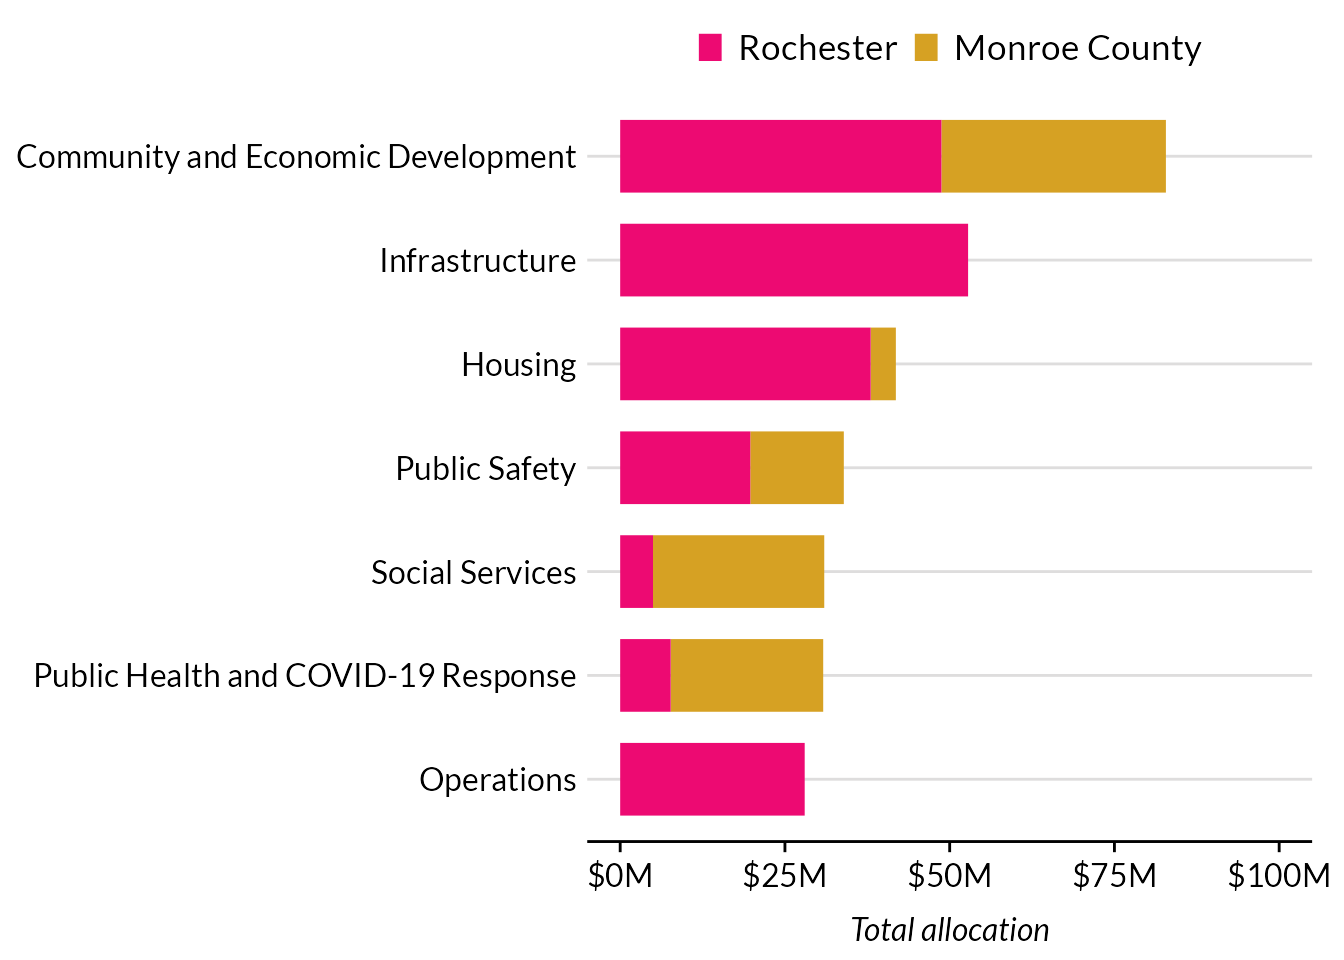 Rochester Monroe County
Community and Economic Development
Infrastructure
Housing
Public Safety
Social Services
Public Health and COVID-19 Response
Operations
$0M $25M $50M $75M $100M
Total allocation